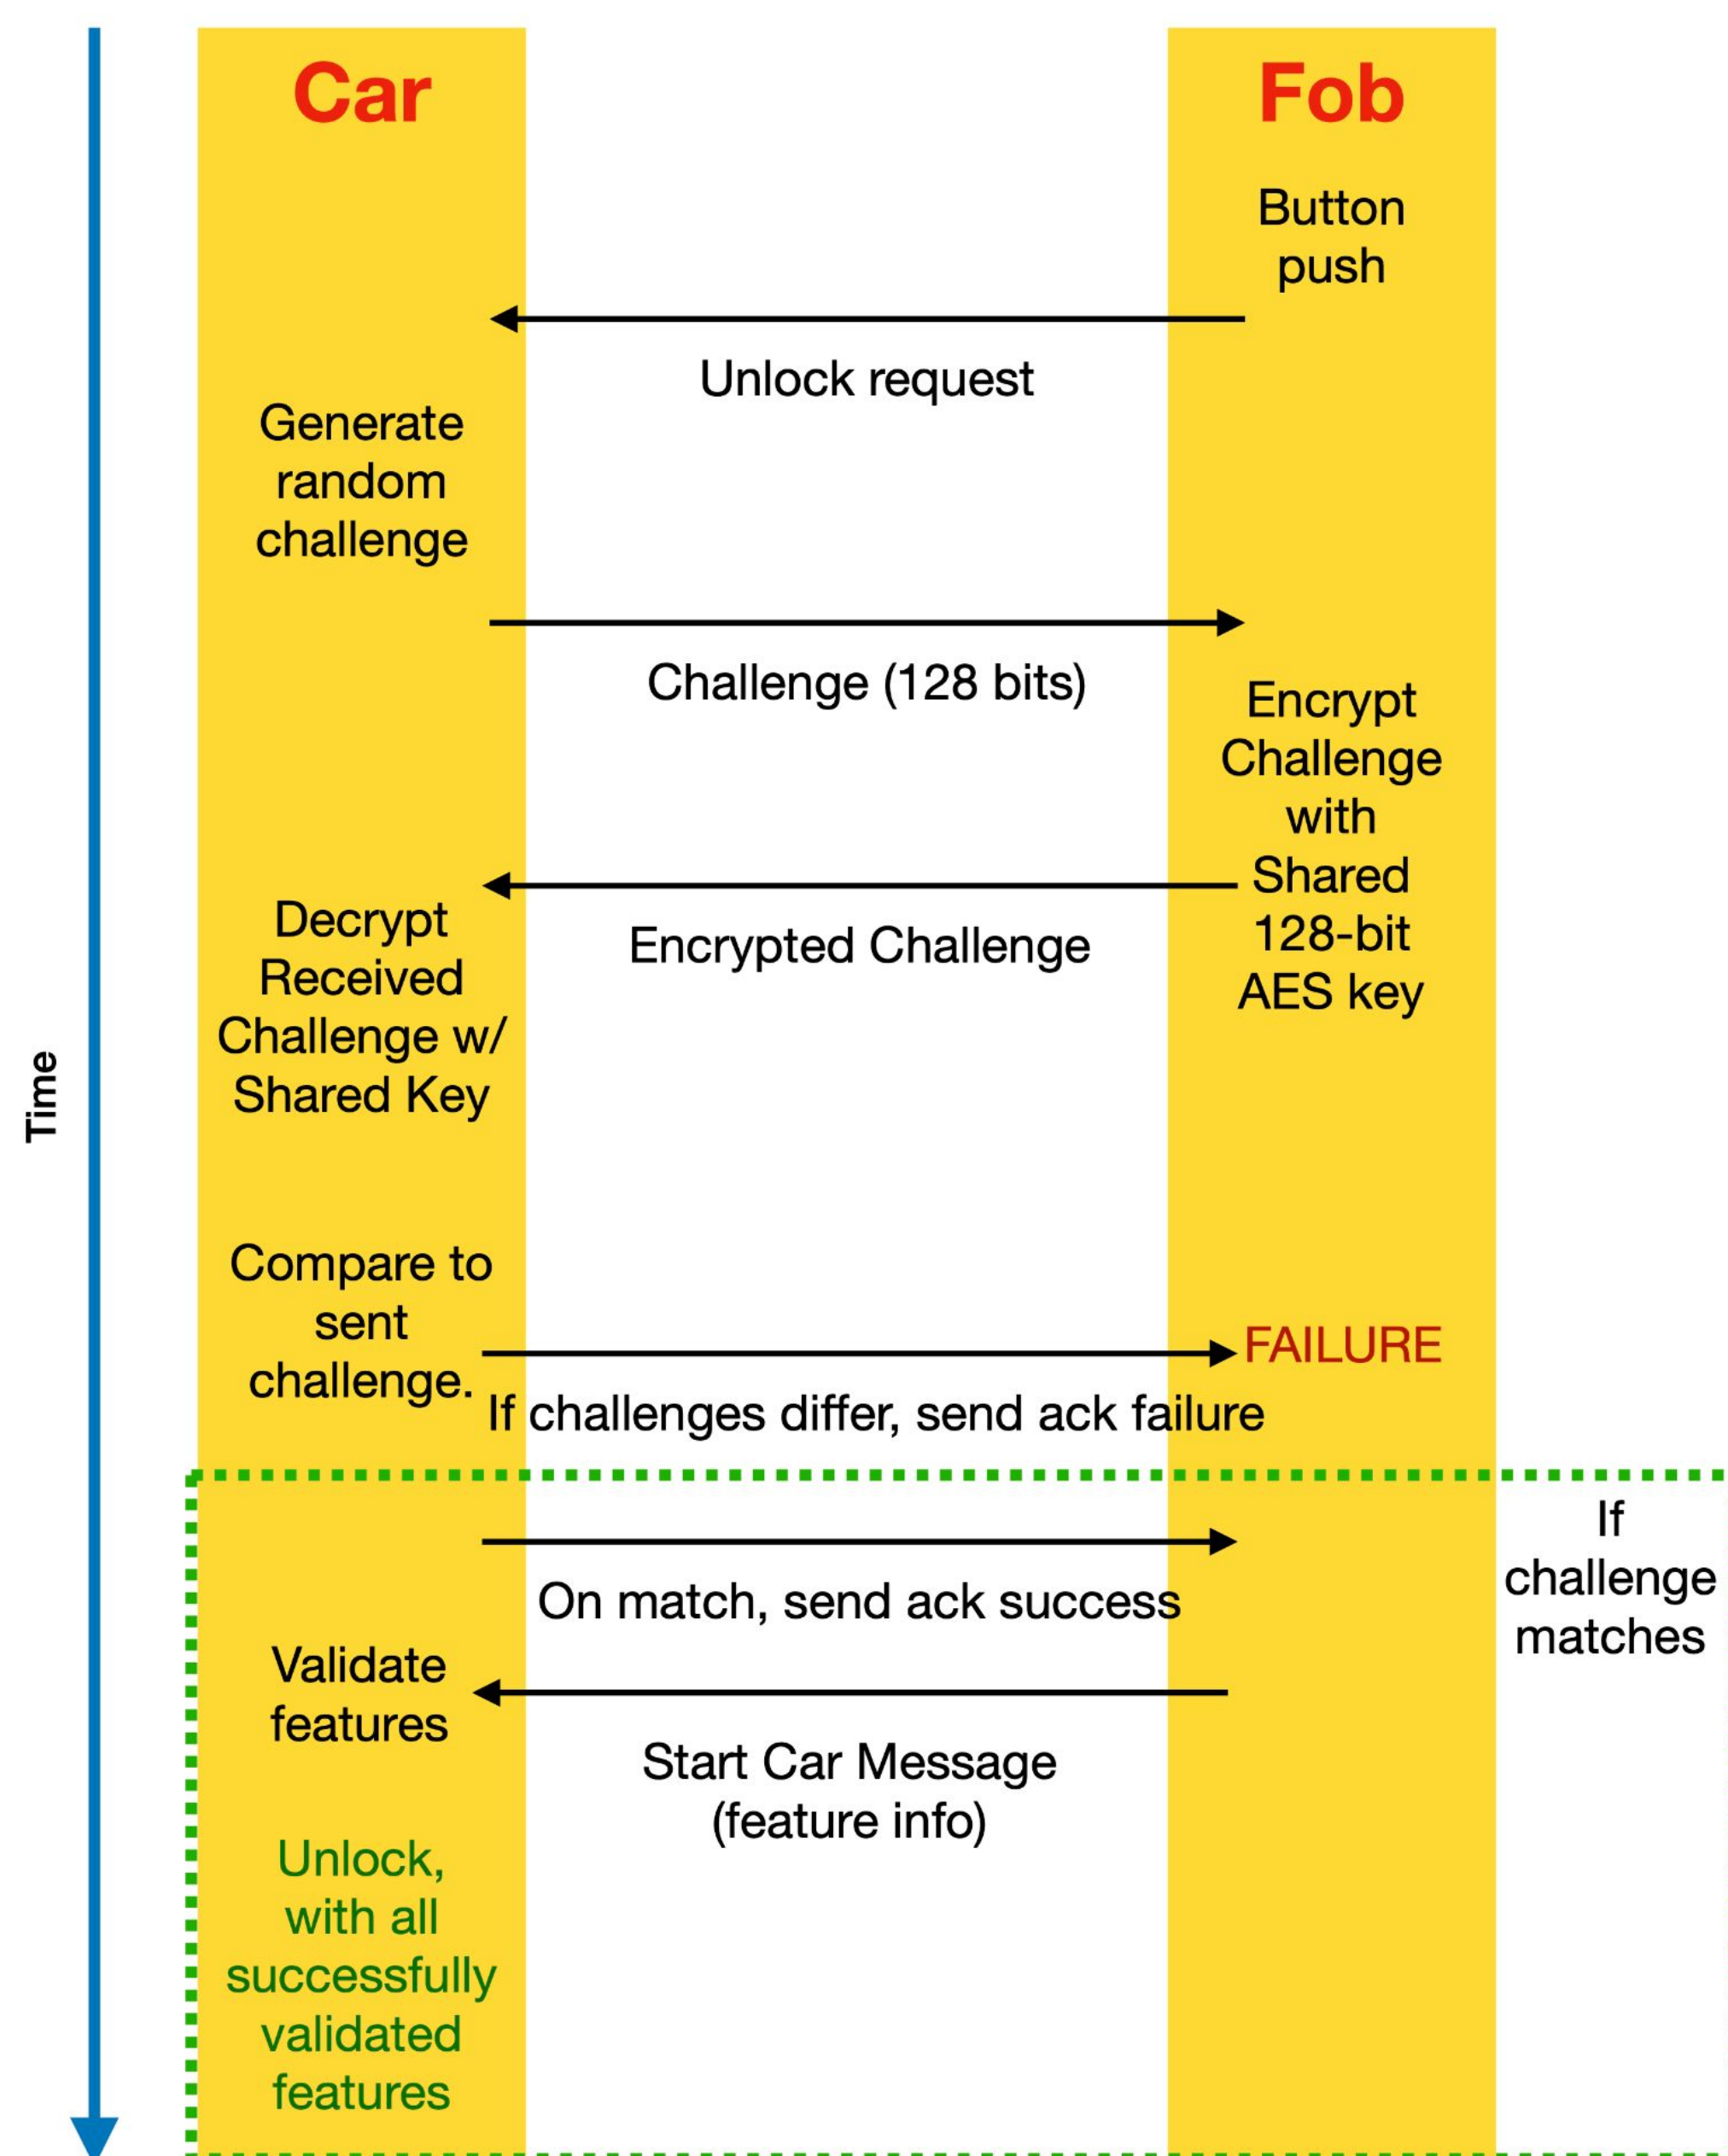 Car
Fob
Button
push
Unlock request
Generate
random
challenge
Challenge (128 bits)
Encrypt
Challenge
with
Shared
128-bit
AES key
Encrypted Challenge
Decrypt
Received
Challenge w/
Shared Key
Time
Compare to
sent
challenge.
FAILURE
If challenges differ, send ack failure
If
challenge
matches
On match, send ack success
Validate
features
Start Car Message
(feature info)
Unlock,
with all
successfully
validated
features